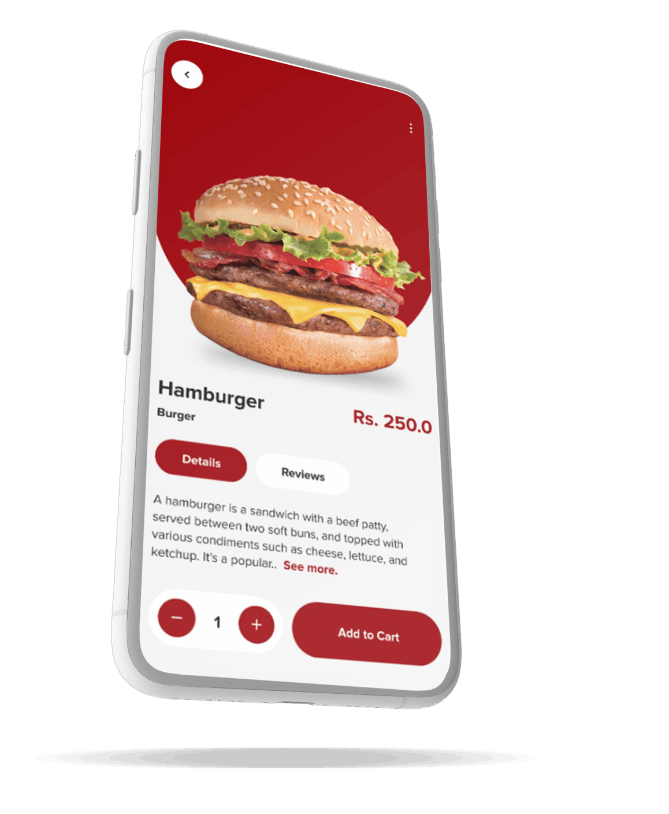 Hamburger
Burger
Rs. 250.0
Details
Reviews
A hamburger is a sandwich with a beef patty,
served between two soft buns, and topped with
various condiments such as cheese, lettuce, and
ketchup. It's a popular.. See more.
1
Add to Cart